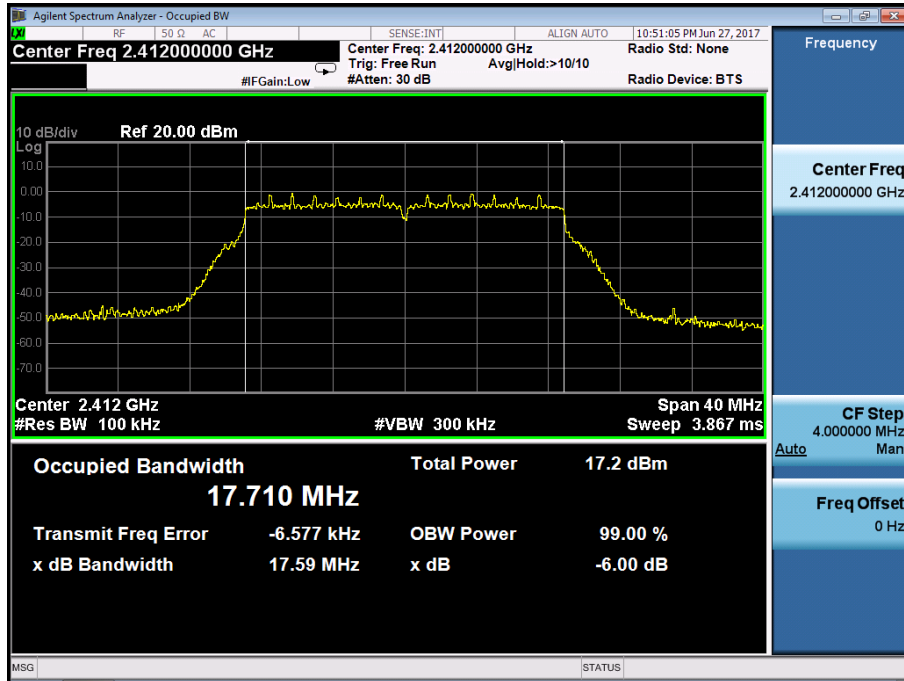 Agilent Spectrum Analyzer - Occupied BW
LXI RF 50 Ω AC SENSE:INT ALIGN AUTO 10:51:05 PM Jun 27, 2017
Center Freq 2.412000000 GHz
Center Freq: 2.412000000 GHz
Radio Std: None
Trig: Free Run Avg|Hold:>10/10
#IFGain:Low
#Atten: 30 dB
Radio Device: BTS
10 dB/div Ref 20.00 dBm
Log
10.0
0.00
-10.0
-20.0
-30.0
-40.0
-50.0
-60.0
-70.0
Center 2.412 GHz Span 40 MHz
#Res BW 100 kHz #VBW 300 kHz Sweep 3.867 ms
Occupied Bandwidth Total Power 17.2 dBm
17.710 MHz
Transmit Freq Error -6.577 kHz OBW Power 99.00 %
x dB Bandwidth 17.59 MHz x dB -6.00 dB
MSG STATUS
Frequency
Center Freq
2.412000000 GHz
CF Step
4.000000 MHz
Auto Man
Freq Offset
0 Hz